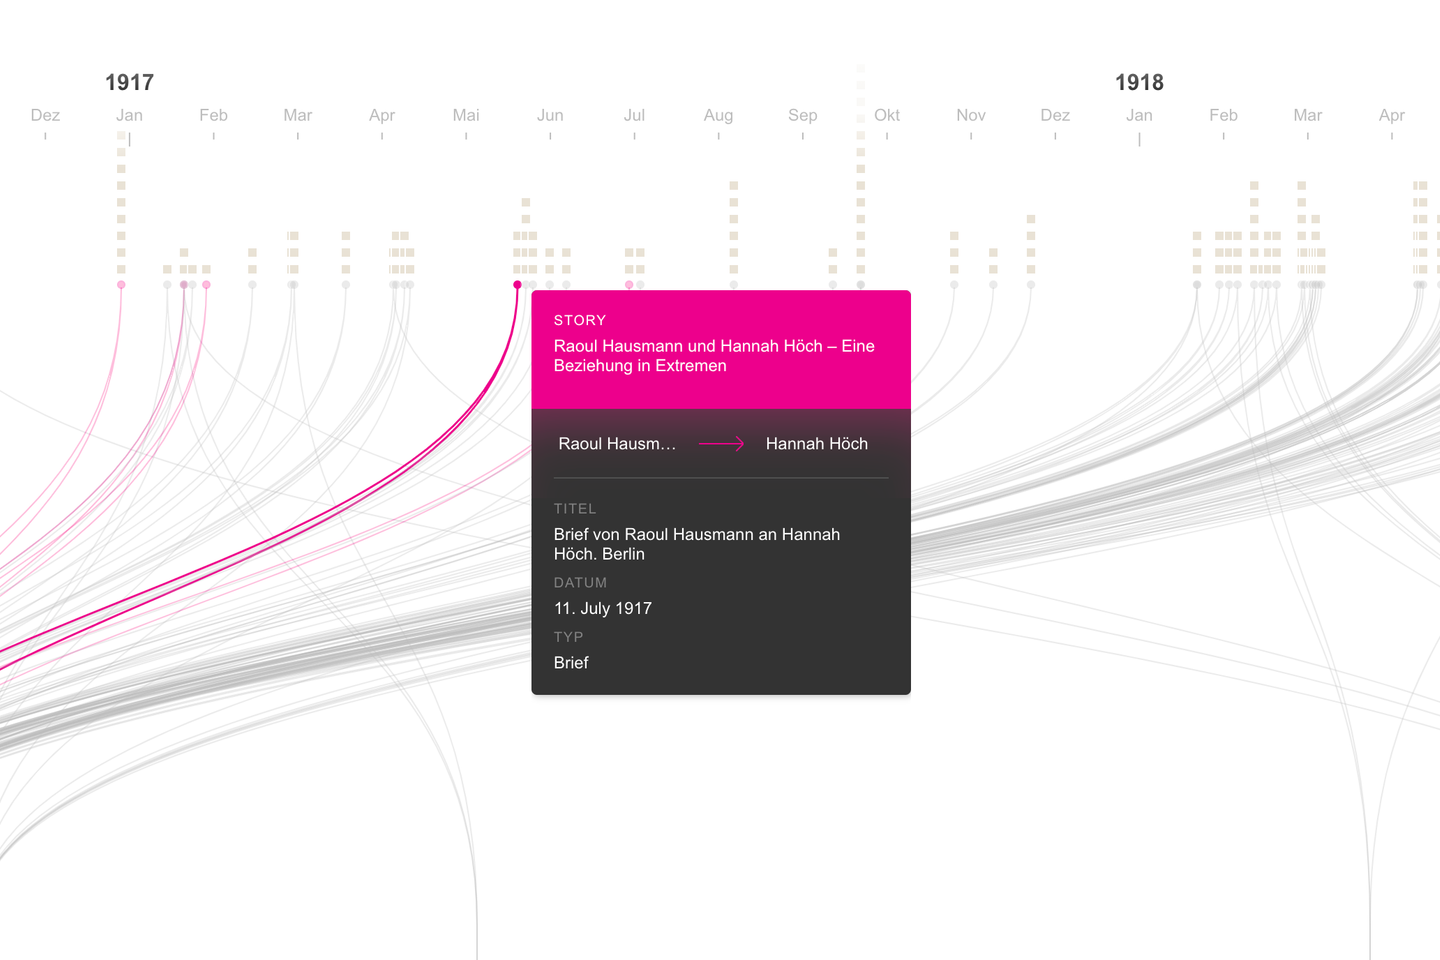 1917
1918
Dez Jan Feb Mar Apr Mai Jun Jul Aug Sep Okt Nov Dez Jan Feb Mar Apr
STORY
Raoul Hausmann und Hannah Höch – Eine
Beziehung in Extremen
Raoul Hausm… Hannah Höch
TITEL
Brief von Raoul Hausmann an Hannah
Höch. Berlin
DATUM
11. July 1917
TYP
Brief